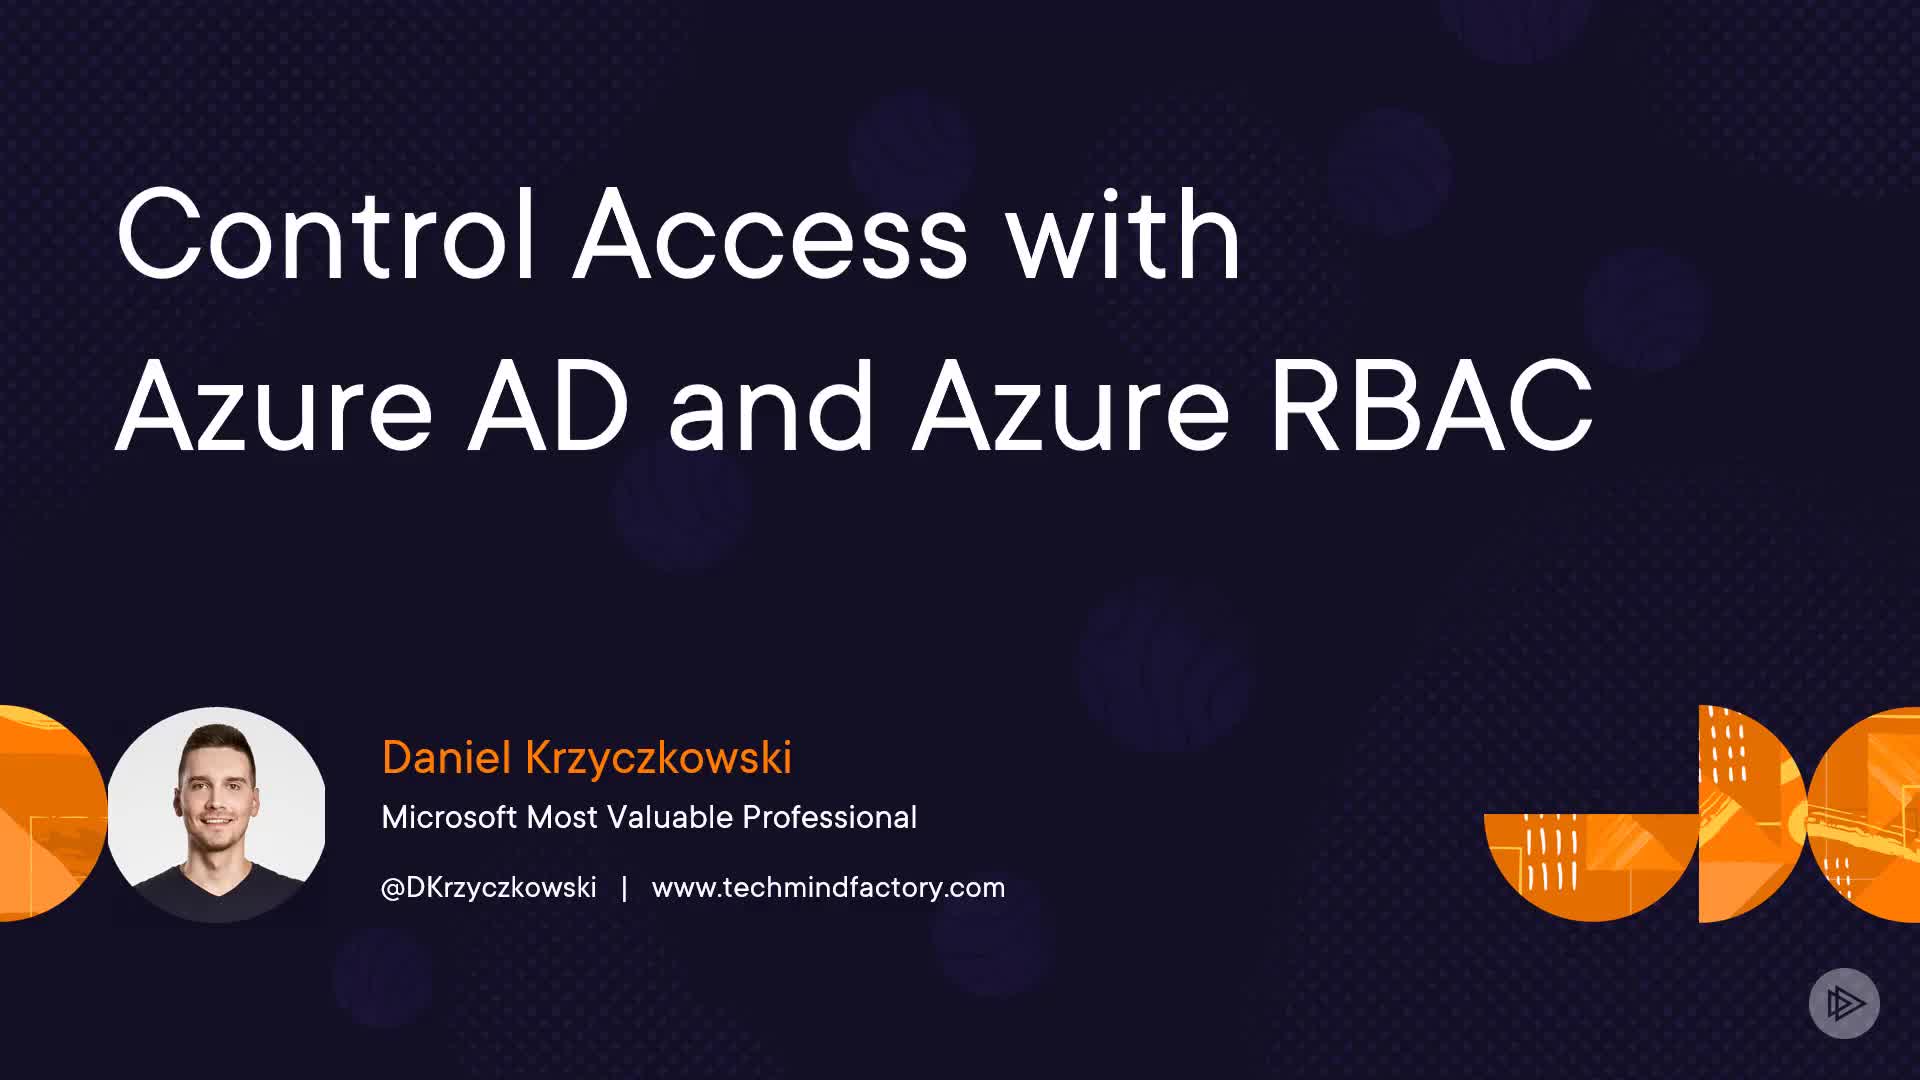 Control Access with
Azure AD and Azure RBAC
Daniel Krzyczkowski
Microsoft Most Valuable Professional
@DKrzyczkowski | www.techmindfactory.com